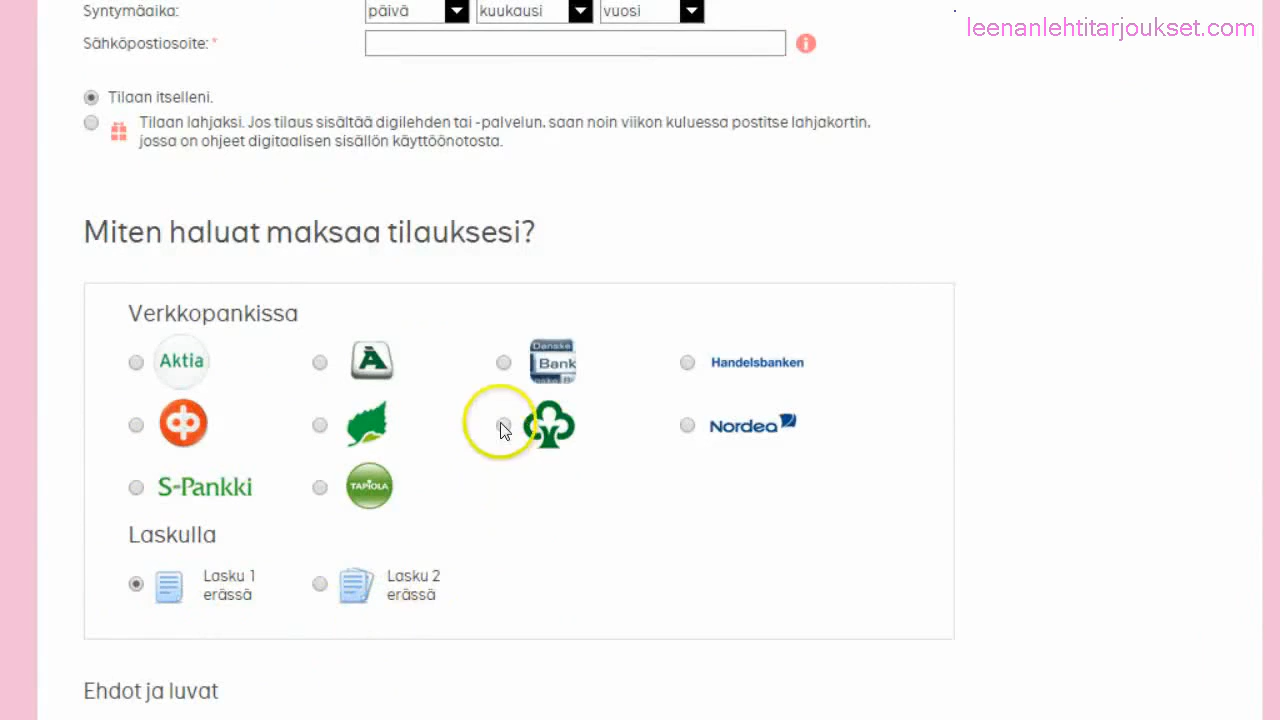 leenanlehtitarjoukset.com
Syntymäaika: päivä kuukausi vuosi
Sähköpostiosoite: *
Tilaan itselleni.
Tilaan lahjaksi. Jos tilaus sisältää digilehden tai -palvelun, saan noin viikon kuluessa postitse lahjakortin,
jossa on ohjeet digitaalisen sisällön käyttöönotosta.
Miten haluat maksaa tilauksesi?
Verkkopankissa
Aktia
Danske
Bank
Handelsbanken
Nordea
S-Pankki
TAPIOLA
Laskulla
Lasku 1
erässä
Lasku 2
erässä
Ehdot ja luvat